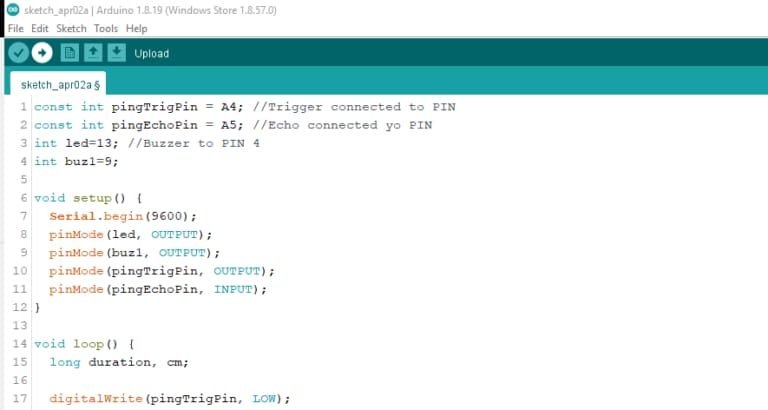 sketch_apr02a | Arduino 1.8.19 (Windows Store 1.8.57.0)
File Edit Sketch Tools Help
Upload
sketch_apr02a §
1 const int pingTrigPin = A4; //Trigger connected to PIN
2 const int pingEchoPin = A5; //Echo connected yo PIN
3 int led=13; //Buzzer to PIN 4
4 int buz1=9;
5
6 void setup() {
7 Serial.begin(9600);
8 pinMode(led, OUTPUT);
9 pinMode(buz1, OUTPUT);
10 pinMode(pingTrigPin, OUTPUT);
11 pinMode(pingEchoPin, INPUT);
12 }
13
14 void loop() {
15 long duration, cm;
16
17 digitalWrite(pingTrigPin, LOW);